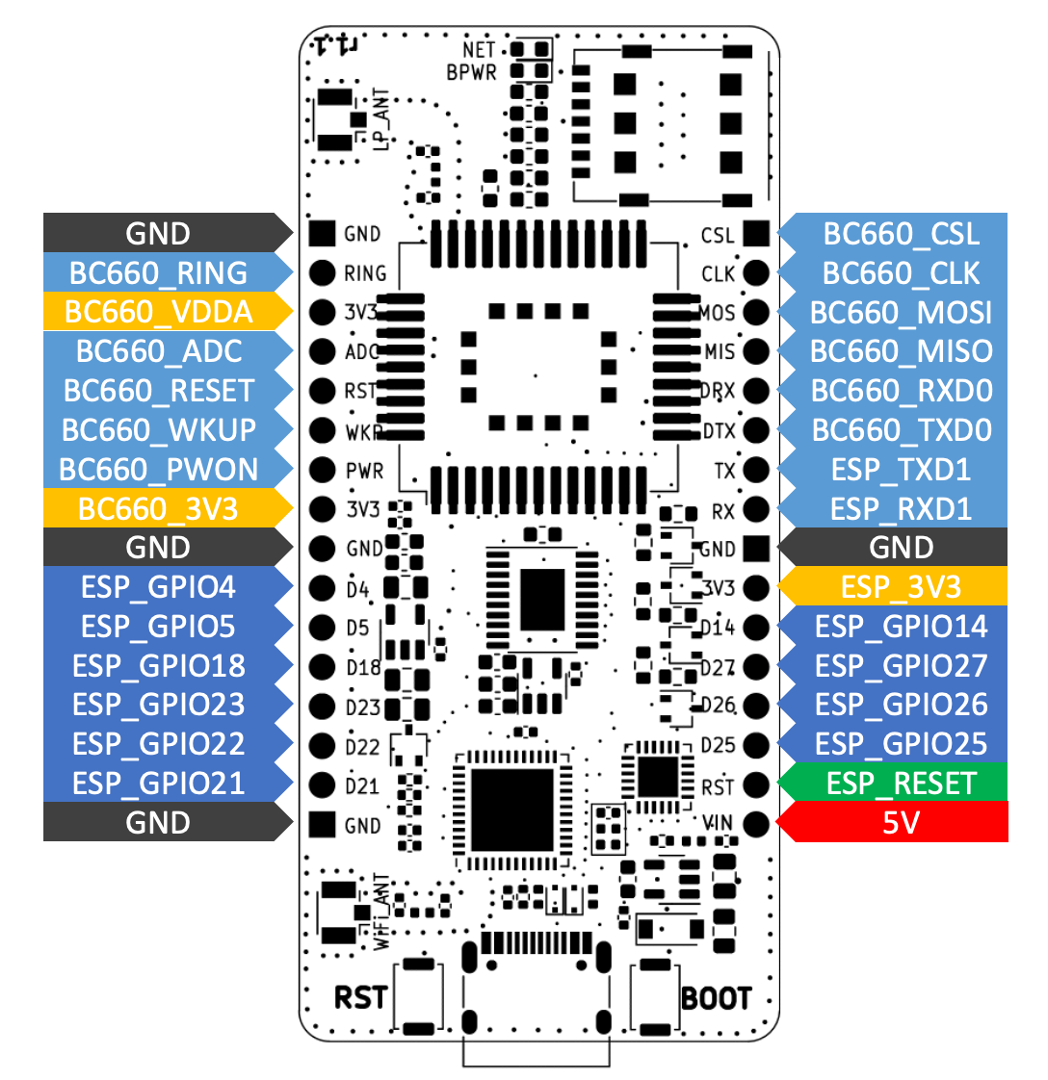 r1.1
NET
BPWR
LP_ANT
GND GND CSL BC660_CSL
BC660_RING RING CLK BC660_CLK
BC660_VDDA 3V3 MOS BC660_MOSI
BC660_ADC ADC MIS BC660_MISO
BC660_RESET RST DRX BC660_RXD0
BC660_WKUP WKP DTX BC660_TXD0
BC660_PWON PWR TX ESP_TXD1
BC660_3V3 3V3 RX ESP_RXD1
GND GND GND GND
ESP_GPIO4 D4 3V3 ESP_3V3
ESP_GPIO5 D5 D14 ESP_GPIO14
ESP_GPIO18 D18 D27 ESP_GPIO27
ESP_GPIO23 D23 D26 ESP_GPIO26
ESP_GPIO22 D22 D25 ESP_GPIO25
ESP_GPIO21 D21 RST ESP_RESET
GND GND VIN 5V
WiFi_ANT
RST BOOT